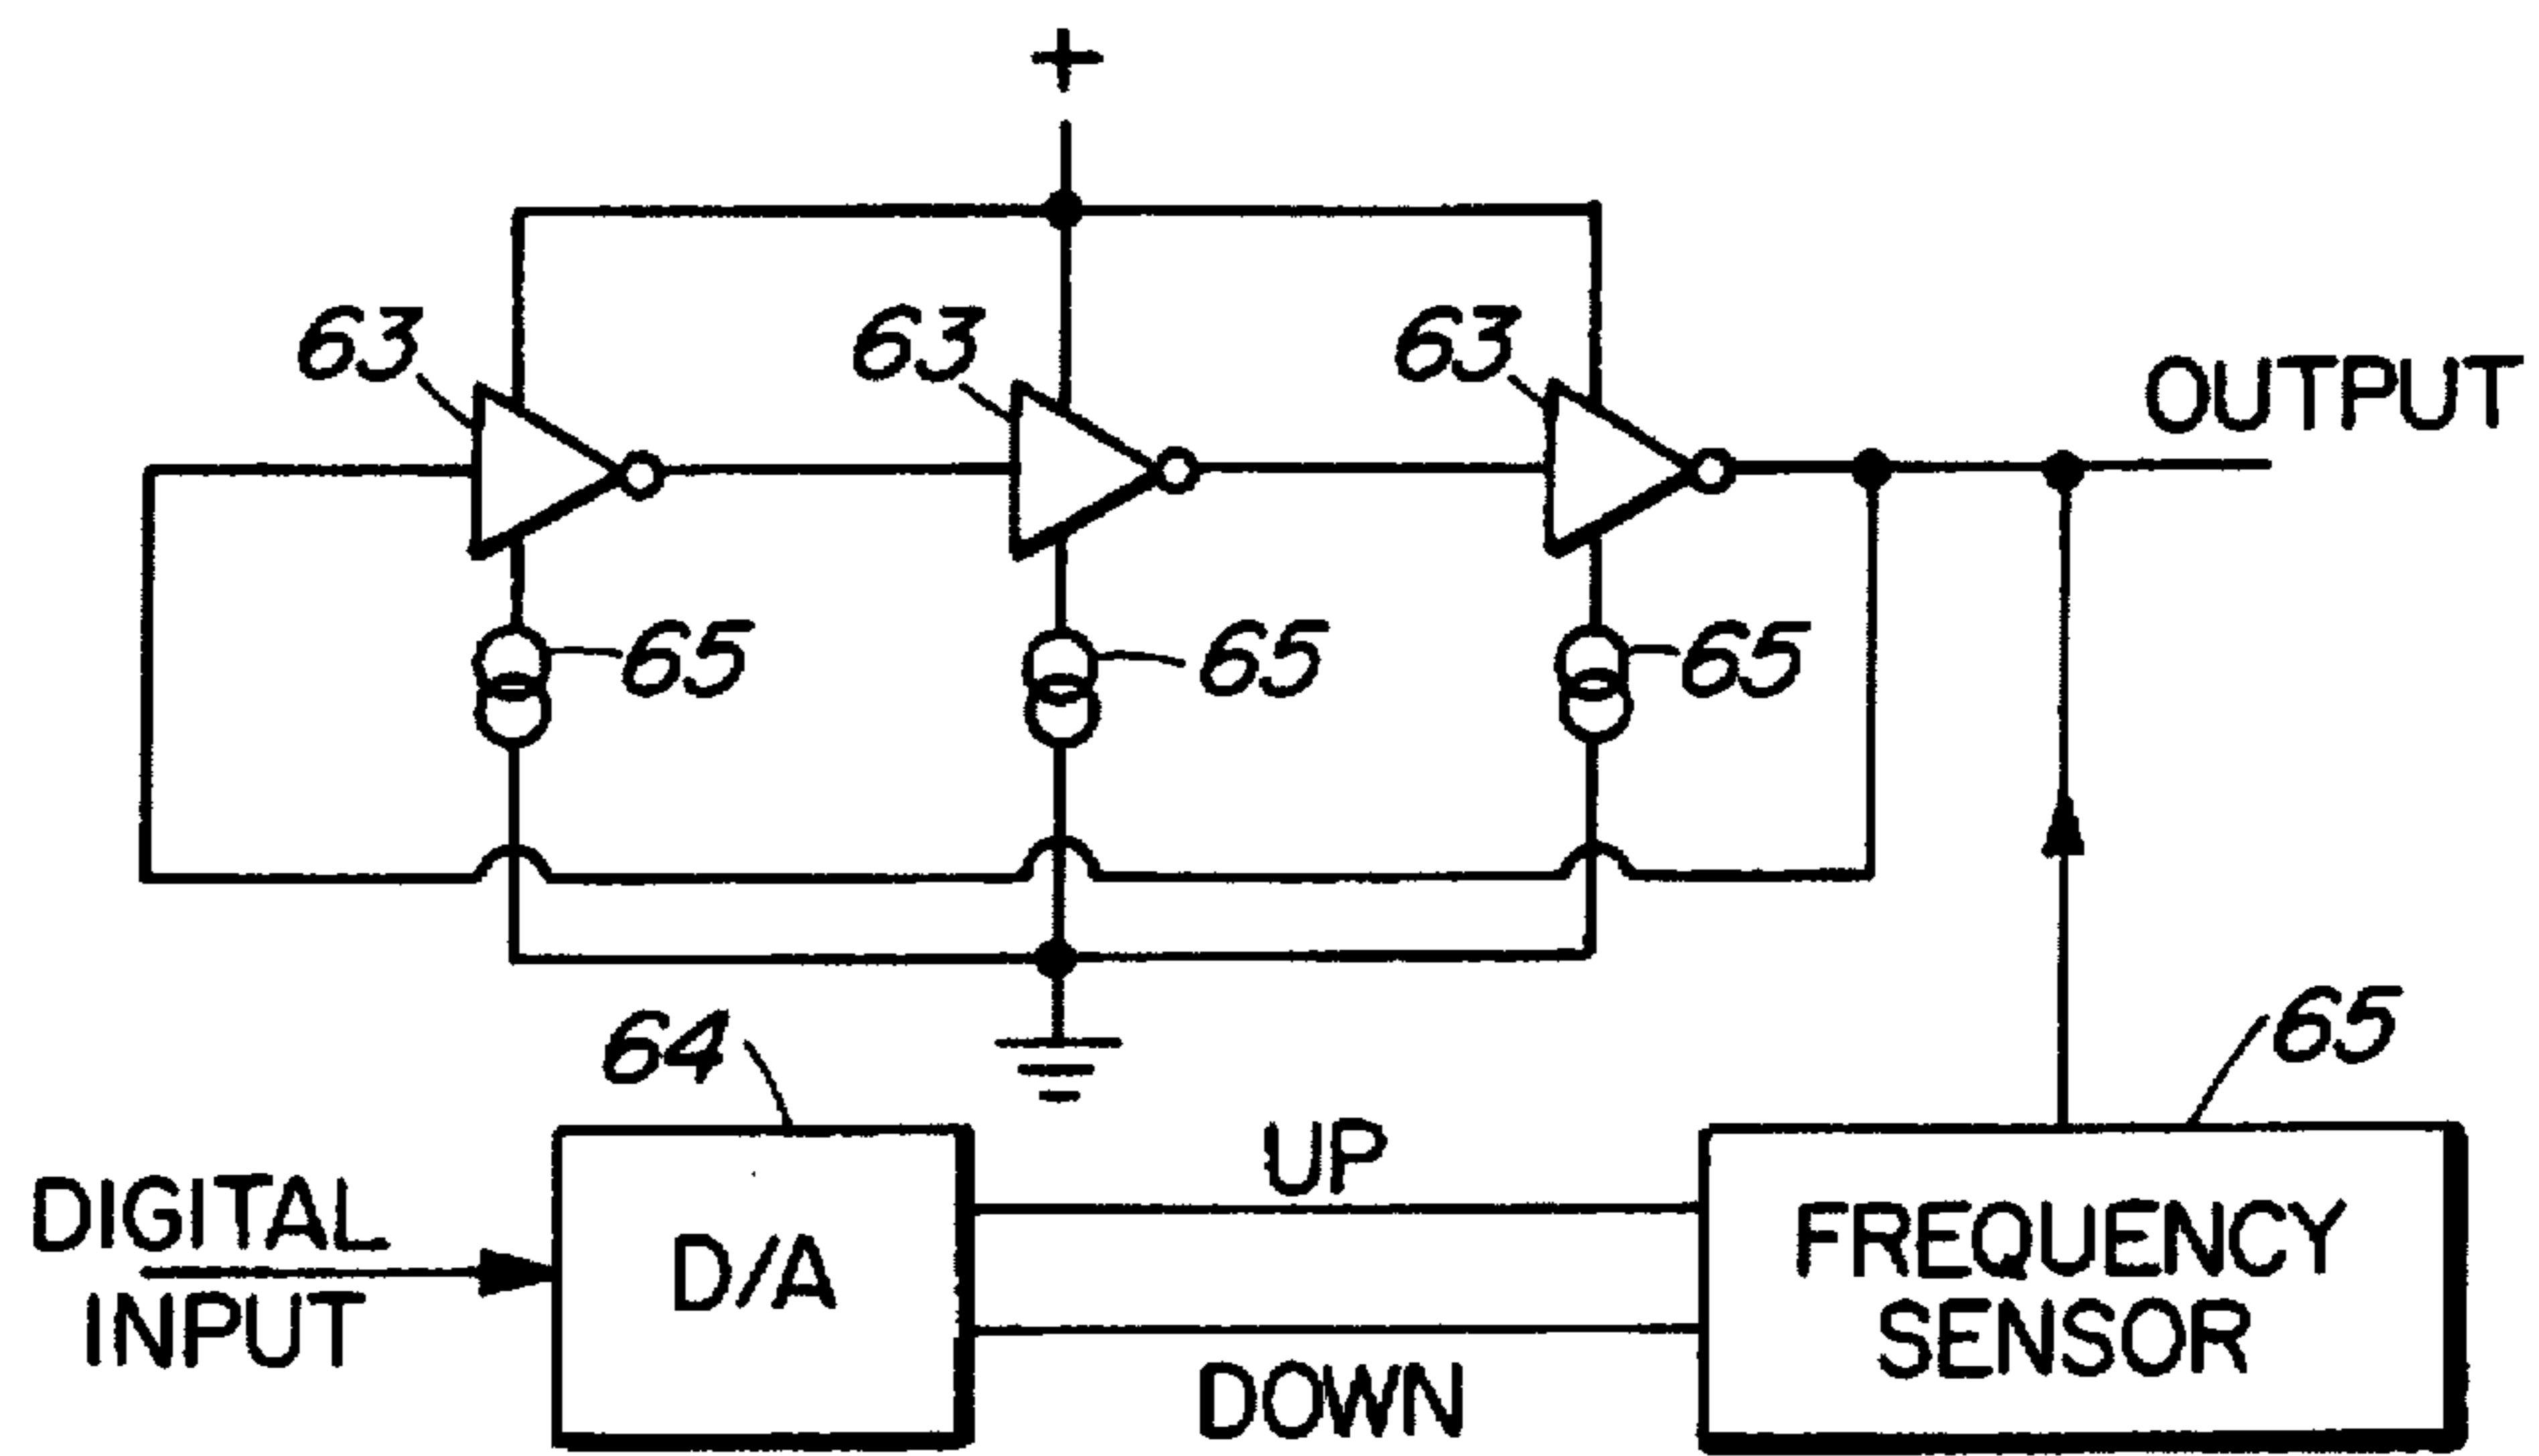 +
63 63 63
OUTPUT
65 65 65
64
65
UP
DIGITAL
INPUT
D/A
FREQUENCY
SENSOR
DOWN